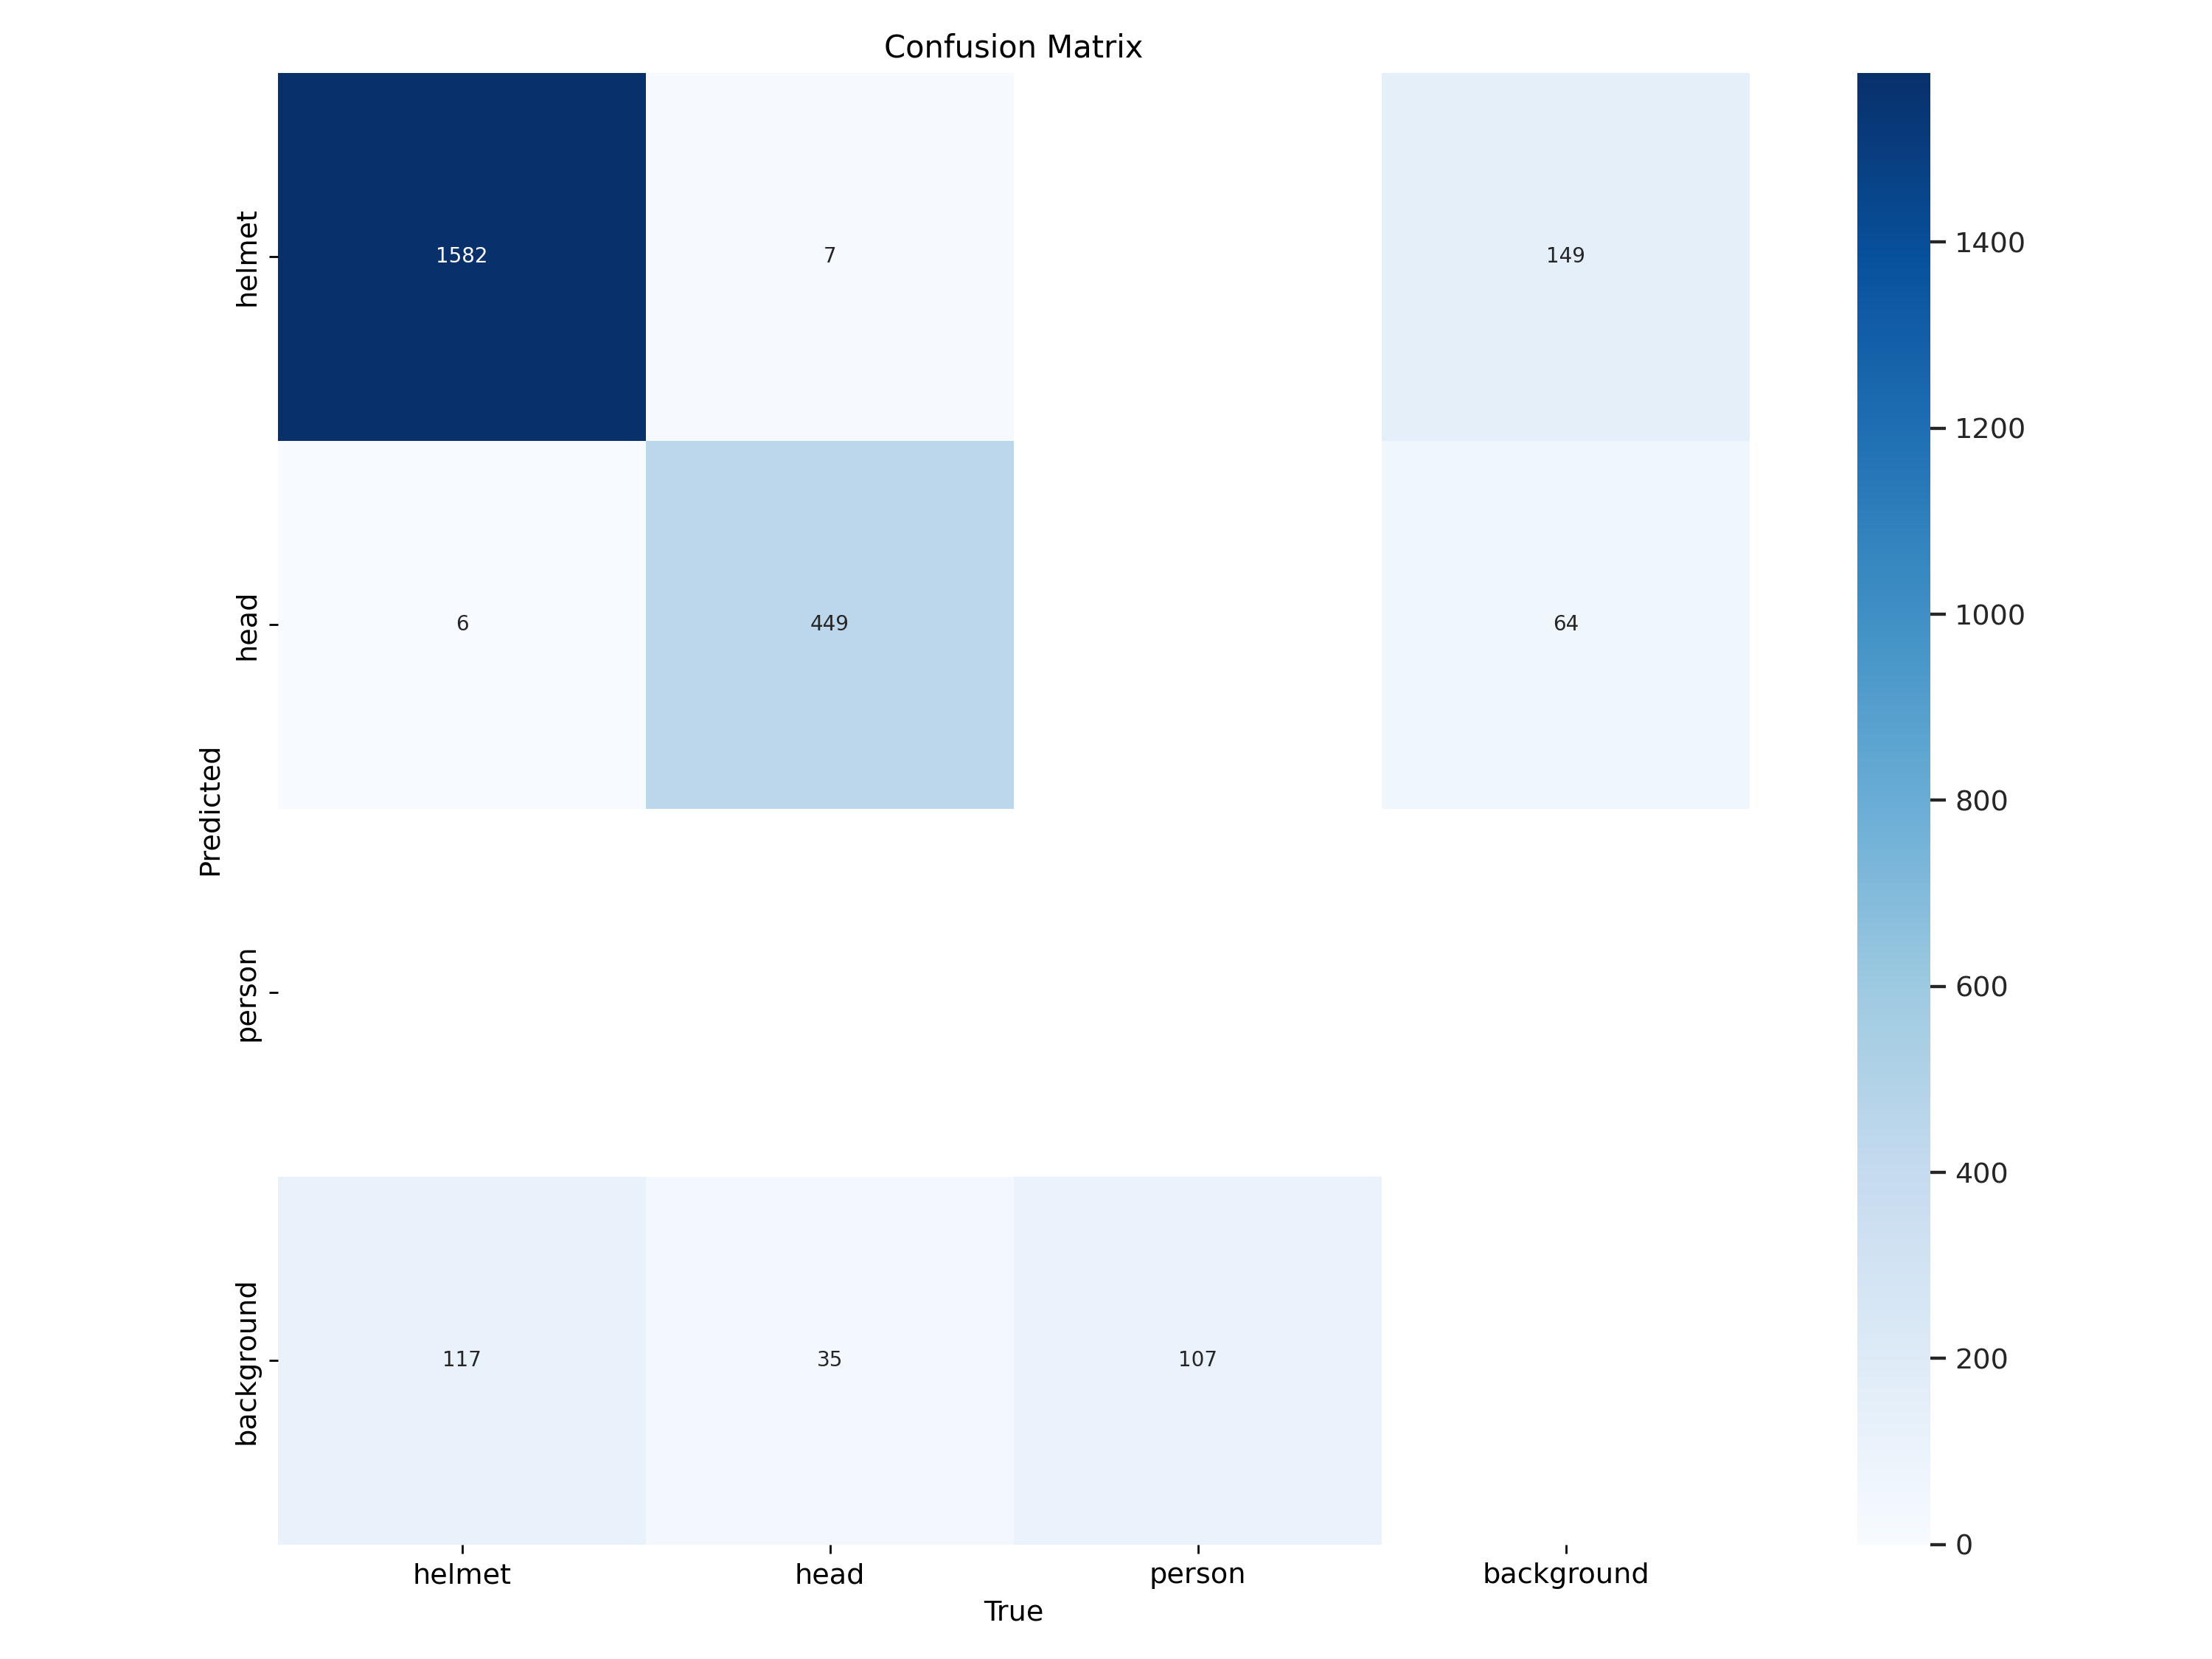 Confusion Matrix
helmet
1582
7
149
head
6
449
64
Predicted
person
background
117
35
107
helmet
head
person
background
True
1400
1200
1000
800
600
400
200
0